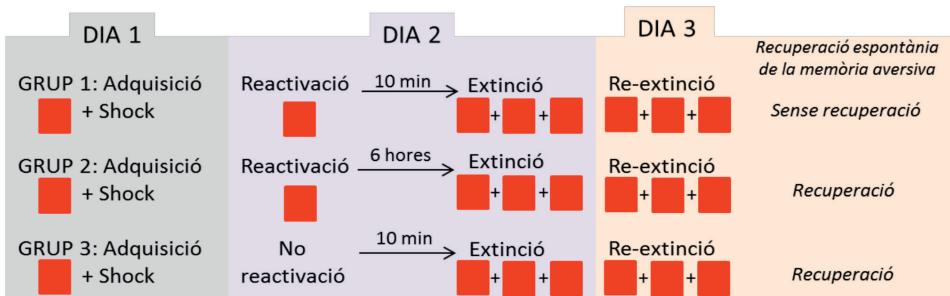 DIA 1
DIA 2
DIA 3
Recuperació espontània
de la memòria aversiva
GRUP 1: Adquisició
+ Shock
Reactivació
10 min
Extinció
+ +
Re-extinció
+ +
Sense recuperació
GRUP 2: Adquisició
+ Shock
Reactivació
6 hores
Extinció
+ +
Re-extinció
+ +
Recuperació
GRUP 3: Adquisició
+ Shock
No
reactivació
10 min
Extinció
+ +
Re-extinció
+ +
Recuperació